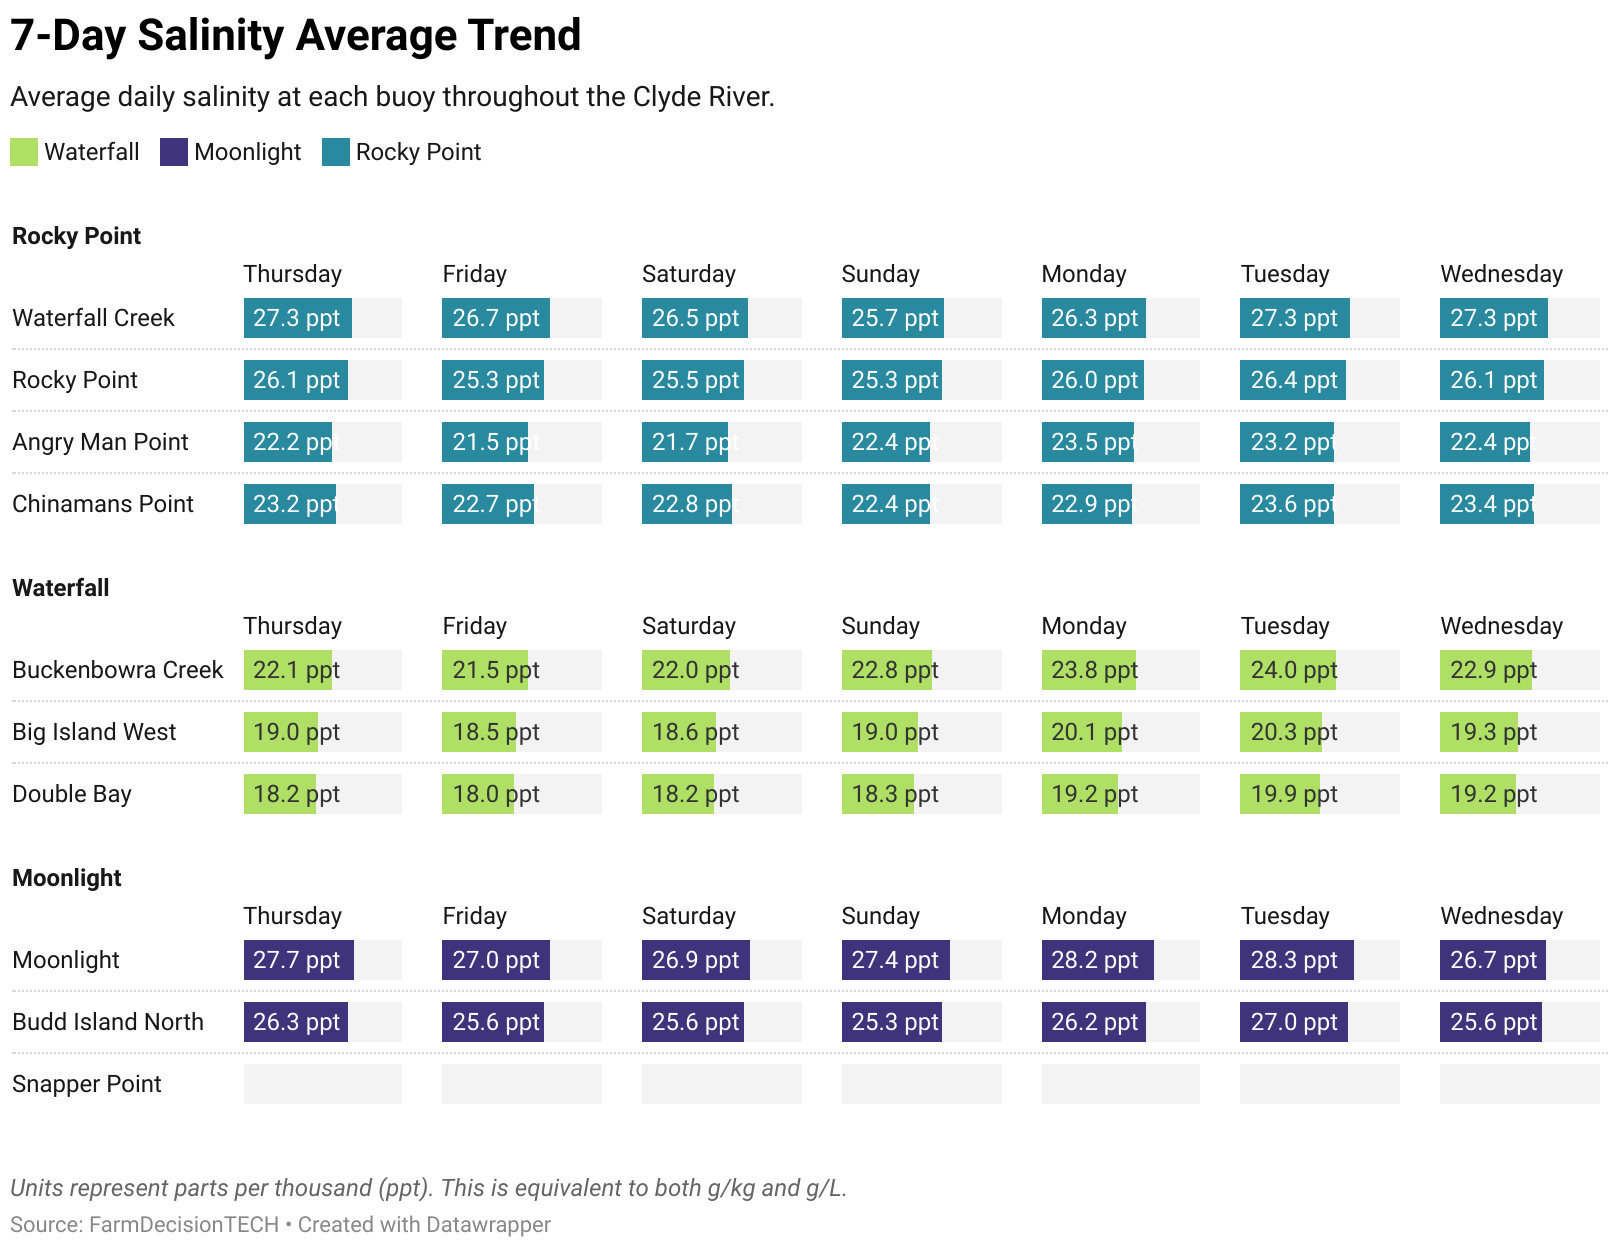 7-Day Salinity Average Trend
Average daily salinity at each buoy throughout the Clyde River.
Waterfall Moonlight Rocky Point
Rocky Point
Thursday Friday Saturday Sunday Monday Tuesday Wednesday
Waterfall Creek 27.3 ppt 26.7 ppt 26.5 ppt 25.7 ppt 26.3 ppt 27.3 ppt 27.3 ppt
Rocky Point 26.1 ppt 25.3 ppt 25.5 ppt 25.3 ppt 26.0 ppt 26.4 ppt 26.1 ppt
Angry Man Point 22.2 ppt 21.5 ppt 21.7 ppt 22.4 ppt 23.5 ppt 23.2 ppt 22.4 ppt
Chinamans Point 23.2 ppt 22.7 ppt 22.8 ppt 22.4 ppt 22.9 ppt 23.6 ppt 23.4 ppt
Waterfall
Thursday Friday Saturday Sunday Monday Tuesday Wednesday
Buckenbowra Creek 22.1 ppt 21.5 ppt 22.0 ppt 22.8 ppt 23.8 ppt 24.0 ppt 22.9 ppt
Big Island West 19.0 ppt 18.5 ppt 18.6 ppt 19.0 ppt 20.1 ppt 20.3 ppt 19.3 ppt
Double Bay 18.2 ppt 18.0 ppt 18.2 ppt 18.3 ppt 19.2 ppt 19.9 ppt 19.2 ppt
Moonlight
Thursday Friday Saturday Sunday Monday Tuesday Wednesday
Moonlight 27.7 ppt 27.0 ppt 26.9 ppt 27.4 ppt 28.2 ppt 28.3 ppt 26.7 ppt
Budd Island North 26.3 ppt 25.6 ppt 25.6 ppt 25.3 ppt 26.2 ppt 27.0 ppt 25.6 ppt
Snapper Point
Units represent parts per thousand (ppt). This is equivalent to both g/kg and g/L.
Source: FarmDecisionTECH • Created with Datawrapper